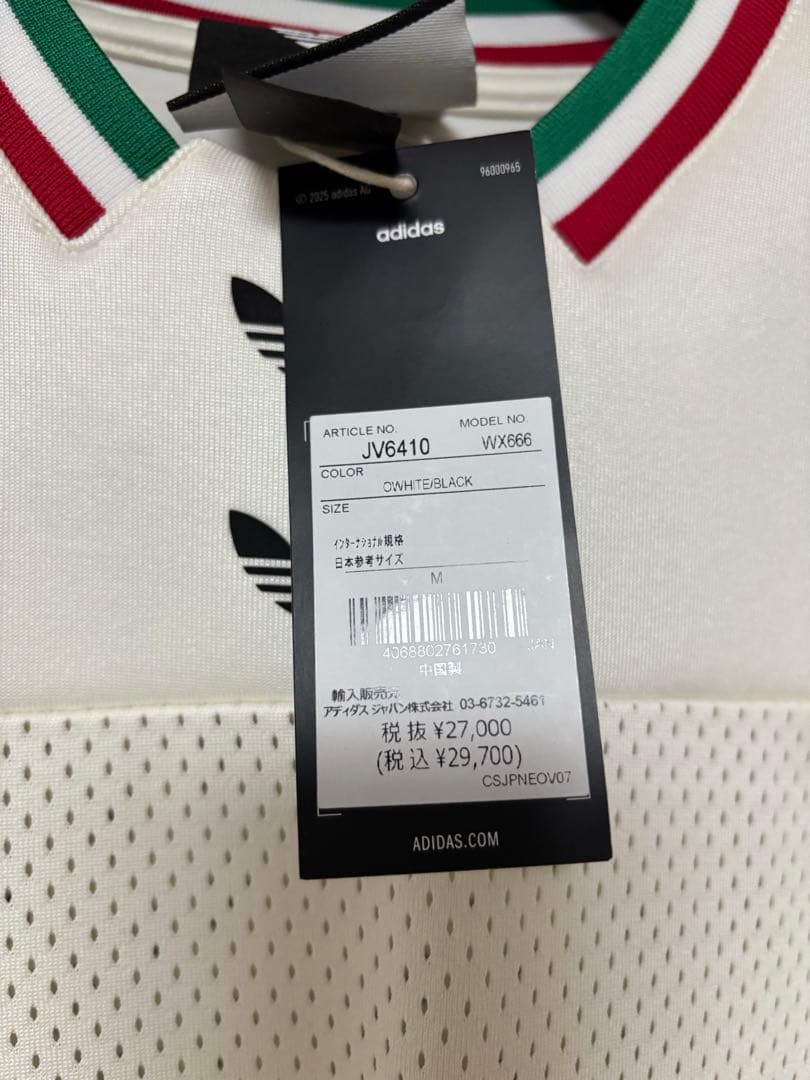 © 2025 adidas AG
96000965
adidas
ARTICLE NO.
MODEL NO.
JV6410
WX666
COLOR
OWHITE/BLACK
SIZE
インターナショナル規格
日本参考サイズ
M
4068802761730
JAN
中国製
輸入販売元
アディダス ジャパン株式会社 03-6732-5461
税抜 ¥27,000
(税込 ¥29,700)
CSJPNEOV07
ADIDAS.COM